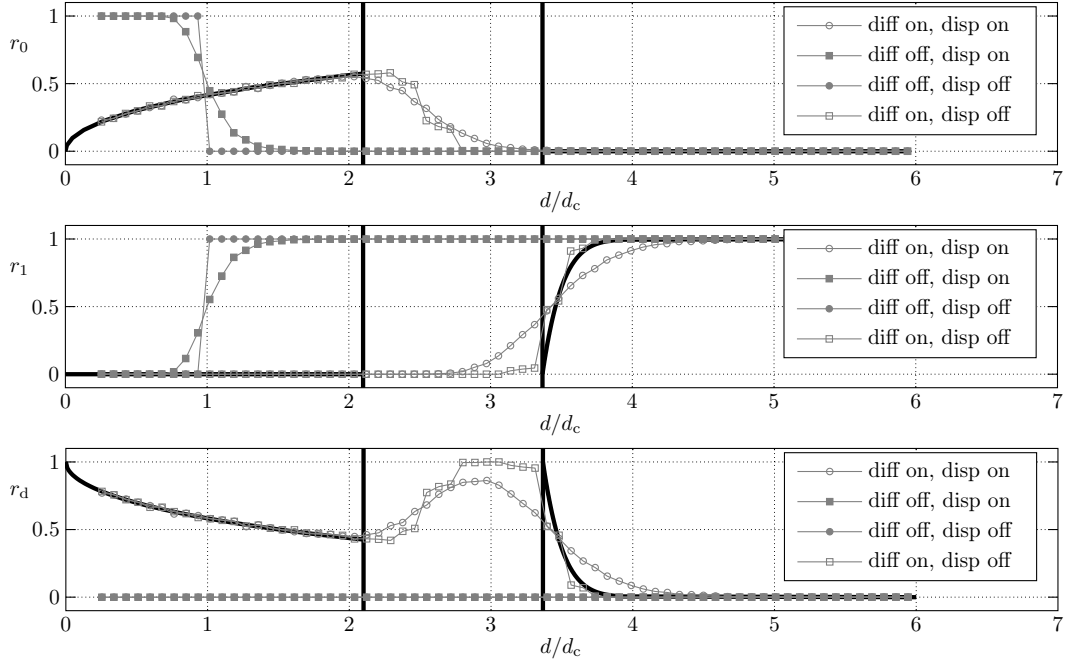 1
0.5
0
r0
0 1 2 3 4 5 6 7
d/dc
diff on, disp on
diff off, disp on
diff off, disp off
diff on, disp off
1
0.5
0
r1
0 1 2 3 4 5 6 7
d/dc
diff on, disp on
diff off, disp on
diff off, disp off
diff on, disp off
1
0.5
0
rd
0 1 2 3 4 5 6 7
d/dc
diff on, disp on
diff off, disp on
diff off, disp off
diff on, disp off